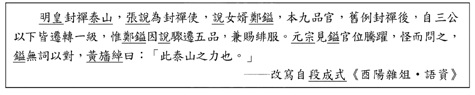 明皇封禪泰山,張說為封禪使,說女婿鄭鎰,本九品官,舊例封禪後,自三公
以下皆遷轉一級,惟鄭鎰因說驟遷五品,兼賜緋服。元宗見鎰官位騰躍,怪而問之,
鎰無詞以對,黃旛綽曰:「此泰山之力也。」
——改寫自段成式《酉陽雜俎·語資》